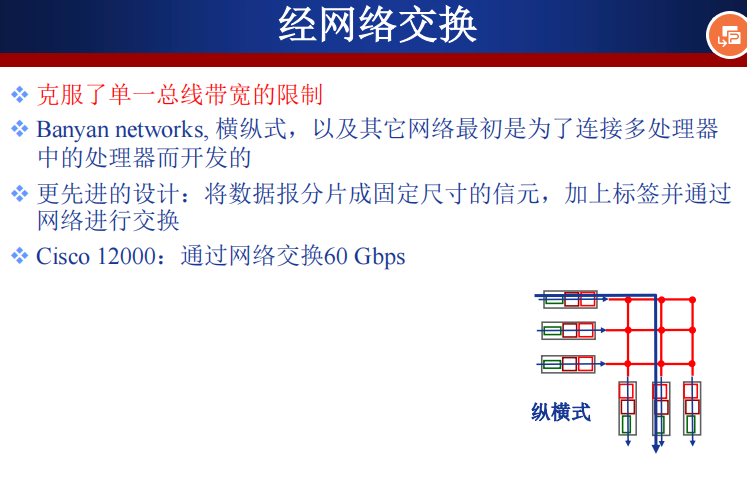 经网络交换
克服了单一总线带宽的限制
Banyan networks, 横纵式，以及其它网络最初是为了连接多处理器
中的处理器而开发的
更先进的设计：将数据报分片成固定尺寸的信元，加上标签并通过
网络进行交换
Cisco 12000：通过网络交换60 Gbps
纵横式